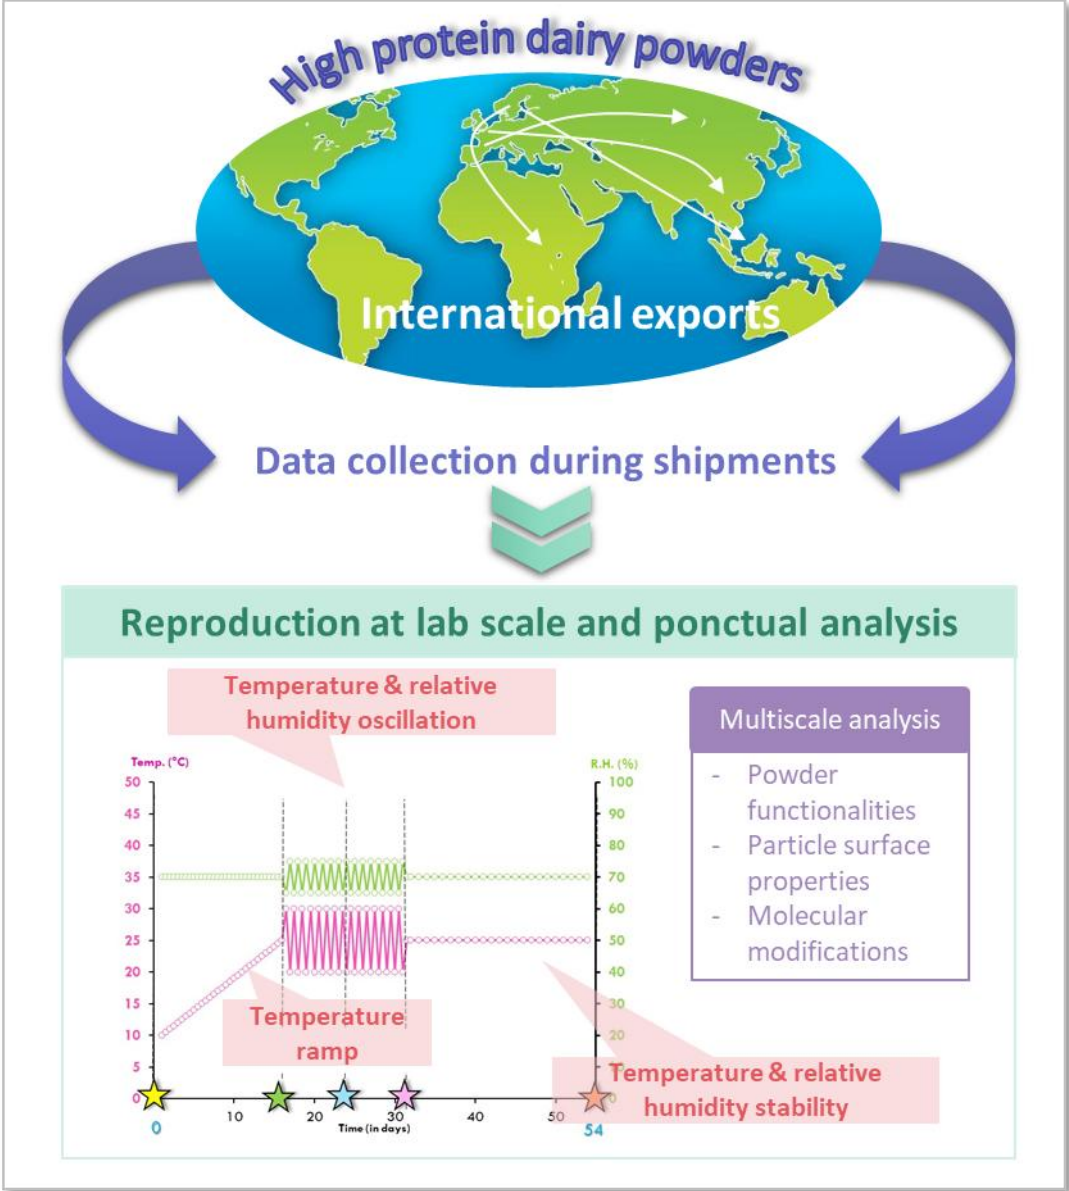 High protein dairy powders
International exports
Data collection during shipments
Reproduction at lab scale and ponctual analysis
Temperature & relative
humidity oscillation
Multiscale analysis
- Powder
functionalities
- Particle surface
properties
- Molecular
modifications
Temp. (°C)
R.H. (%)
50
45
40
35
30
25
20
15
10
5
0
100
90
80
70
60
50
40
30
20
Temperature
ramp
Temperature & relative
humidity stability
10
20
30
40
50
Time (in days)
0
54